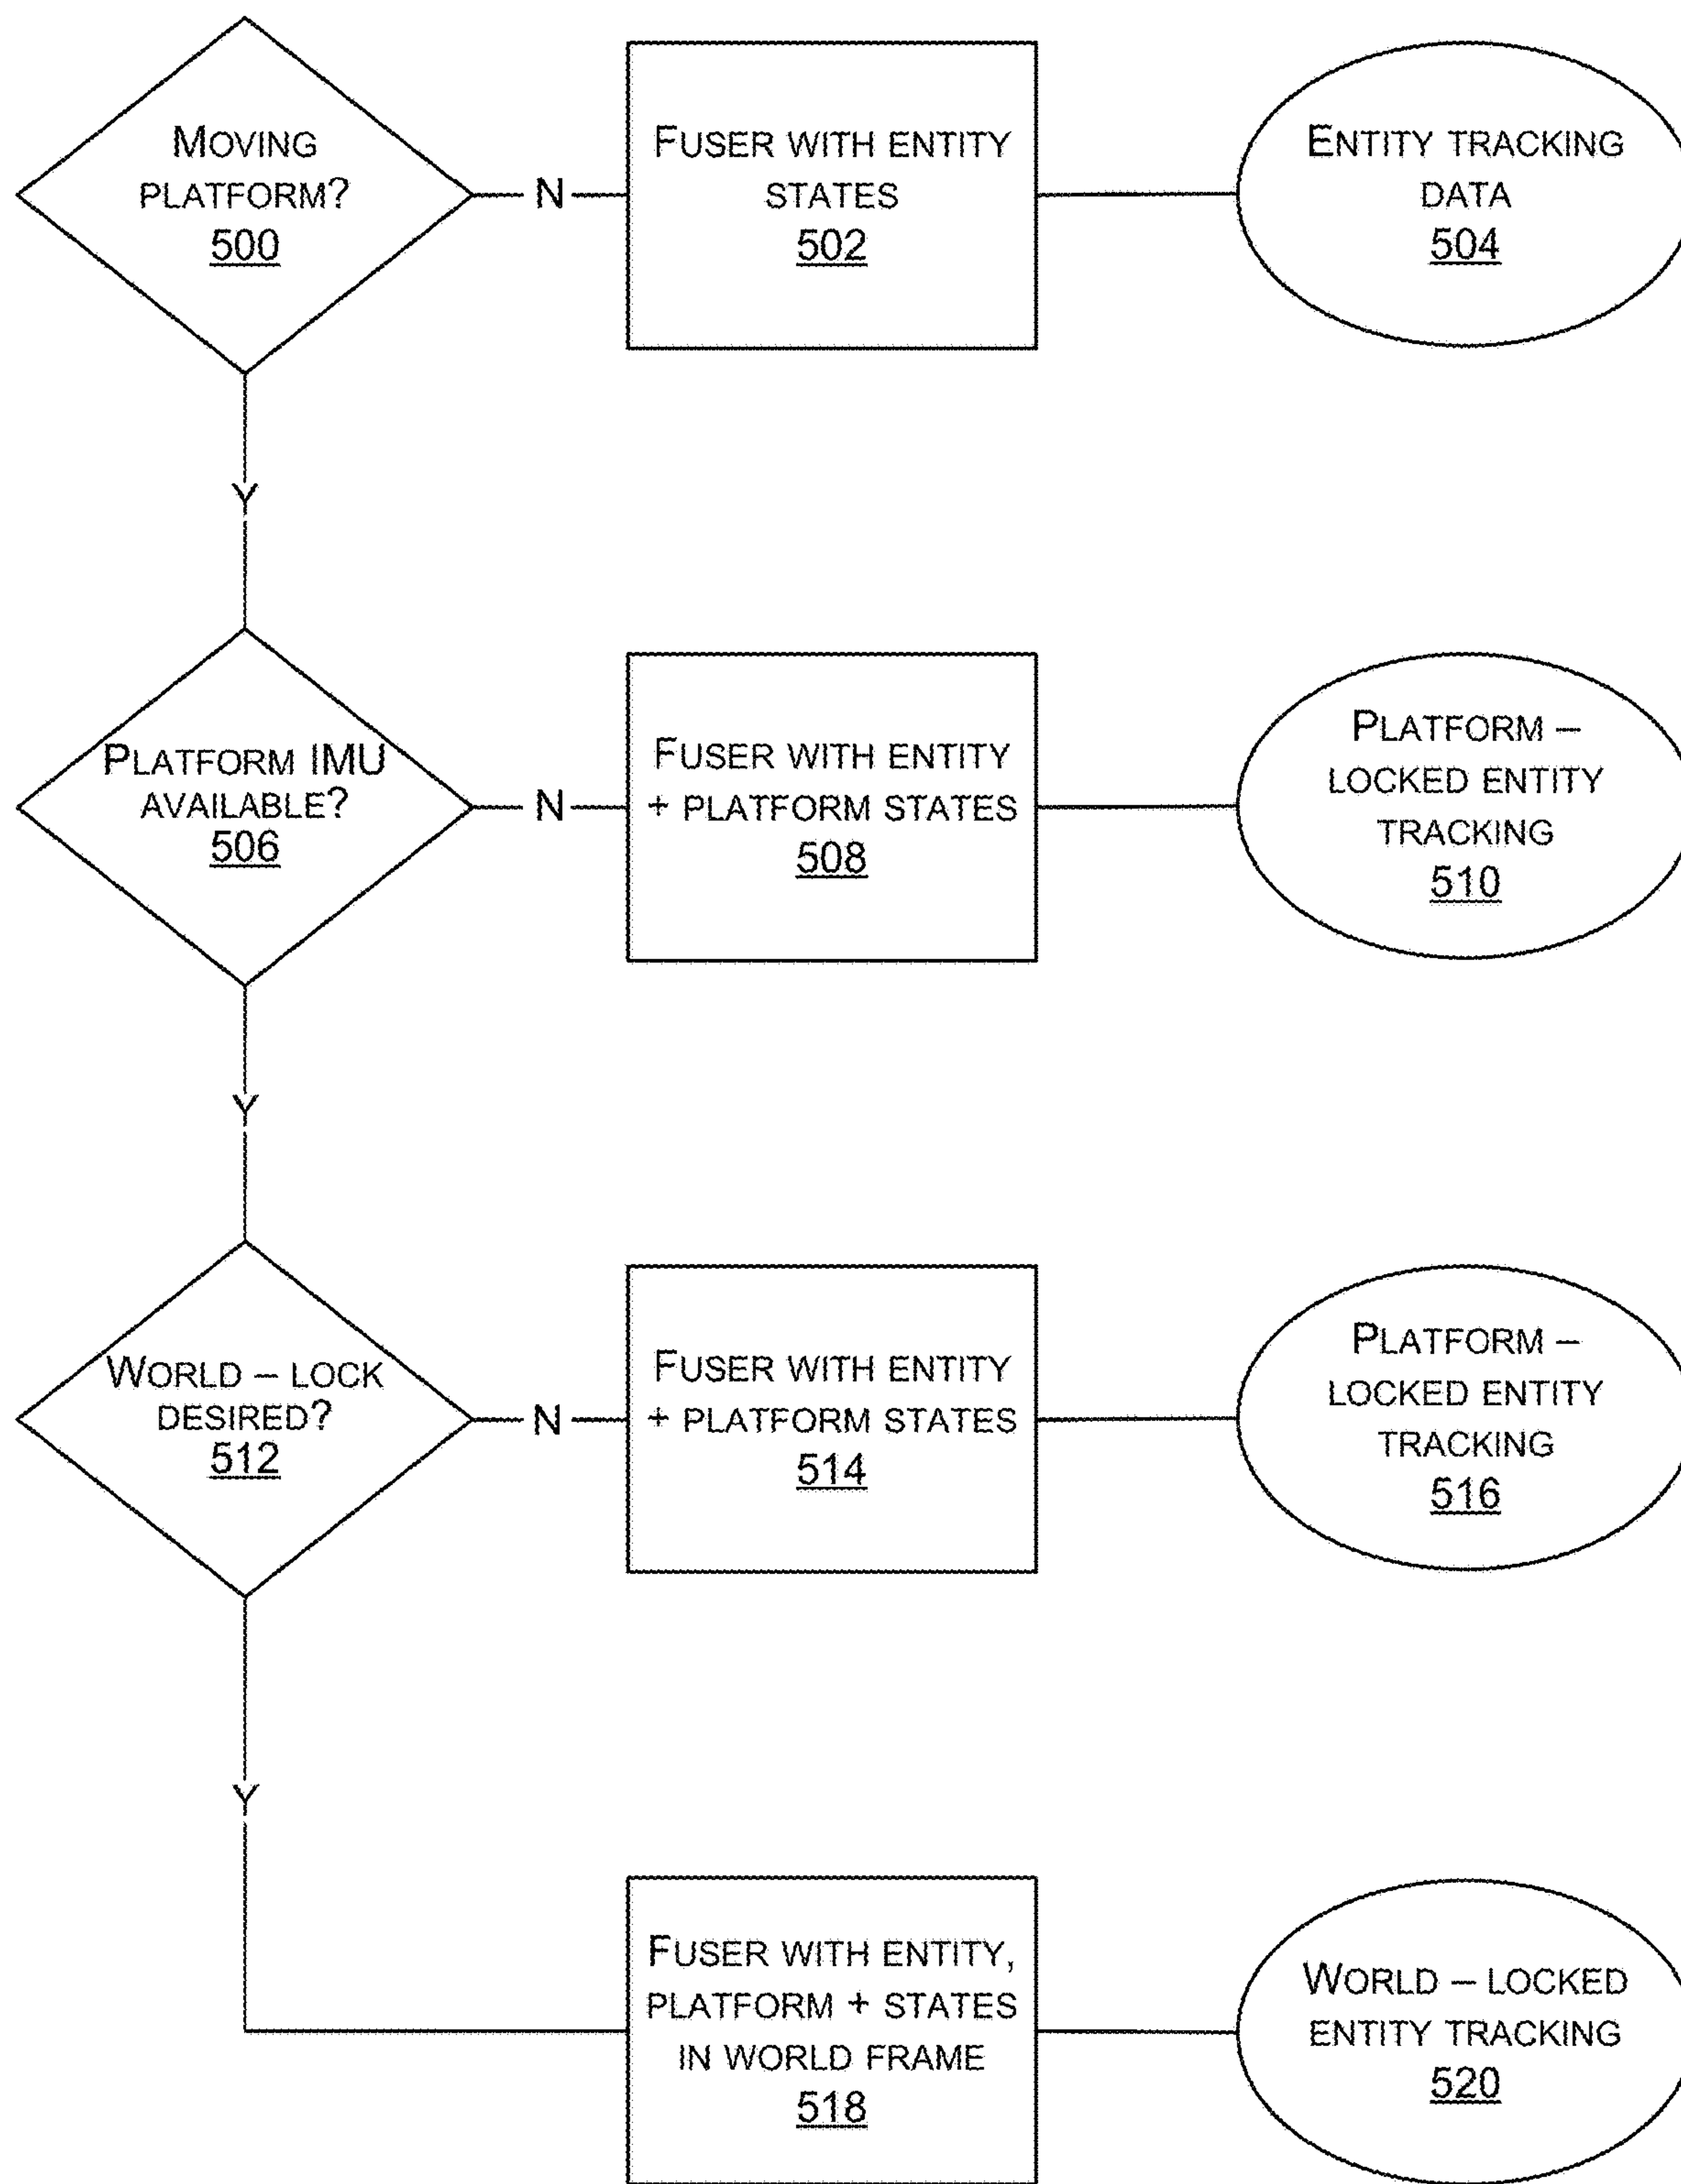 MOVING
PLATFORM?
500
N
FUSER WITH ENTITY
STATES
502
ENTITY TRACKING
DATA
504
Y
PLATFORM IMU
AVAILABLE?
506
N
FUSER WITH ENTITY
+ PLATFORM STATES
508
PLATFORM –
LOCKED ENTITY
TRACKING
510
Y
WORLD – LOCK
DESIRED?
512
N
FUSER WITH ENTITY
+ PLATFORM STATES
514
PLATFORM –
LOCKED ENTITY
TRACKING
516
Y
FUSER WITH ENTITY,
PLATFORM + STATES
IN WORLD FRAME
518
WORLD – LOCKED
ENTITY TRACKING
520